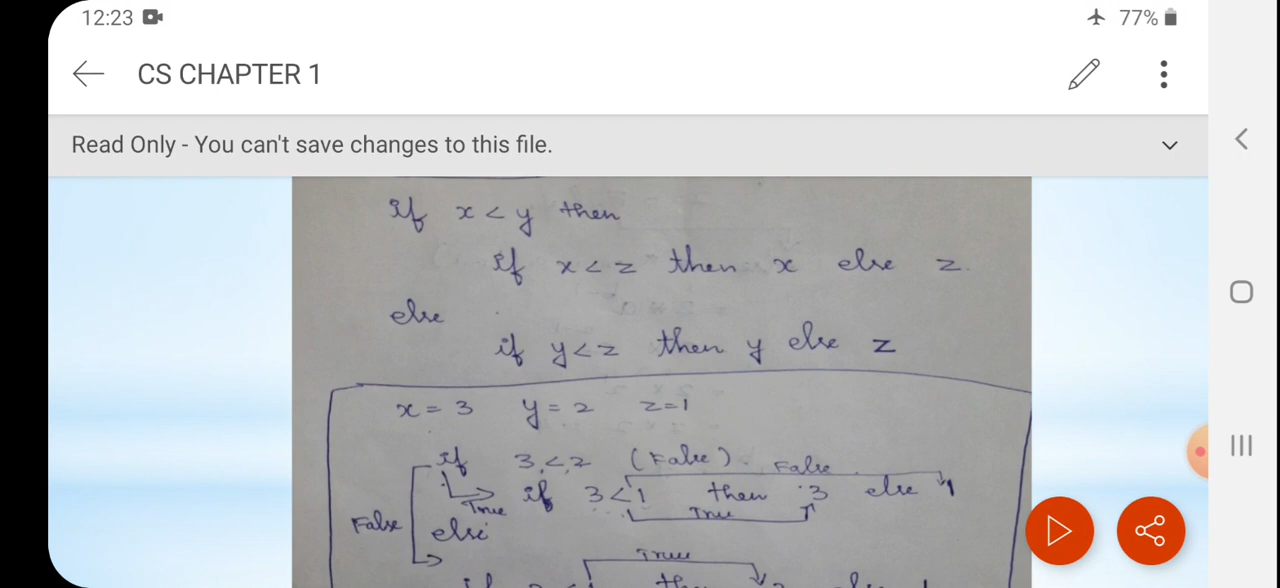 12:23 77%
CS CHAPTER 1
Read Only - You can't save changes to this file.
if x < y then
if x < z then x else z.
else
if y < z then y else z
x = 3 y = 2 z = 1
if 3 < 2 (False). False
if 3 < 1 then 3 else 1
True True
False else
True